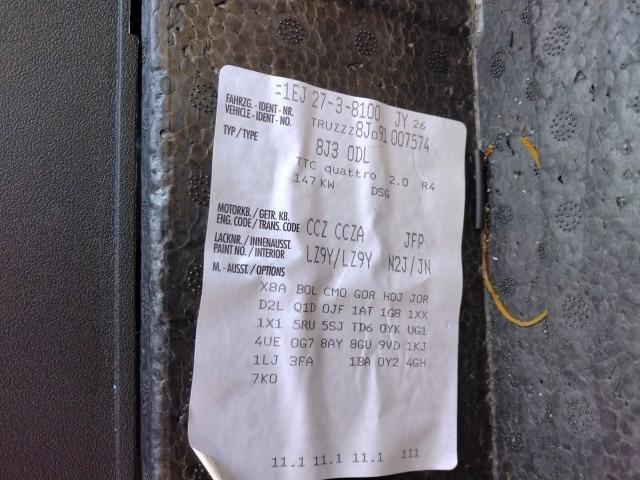 =1EJ 27-3-8100 JY 26
FAHRZG. - IDENT - NR.
VEHICLE - IDENT - NO. TRUZZZ8J091007574
TYP / TYPE 8J3 0DL
TTC quattro 2.0 R4
147 KW DSG
MOTORKB. / GETR. KB.
ENG. CODE / TRANS. CODE CCZ CCZA JFP
LACKNR. / INNENAUSST.
PAINT NO. / INTERIOR LZ9Y/LZ9Y N2J/JN
M. - AUSST. / OPTIONS
X8A B0L CM0 G0R H0J J0R
D2L Q1D 0JF 1AT 1G8 1XX
1X1 5RU 5SJ TD6 0YK UG1
4UE 0G7 8AY 8GU 9VD 1KJ
1LJ 3FA 1BA 0Y2 4GH
7K0
11.1 11.1 11.1 111